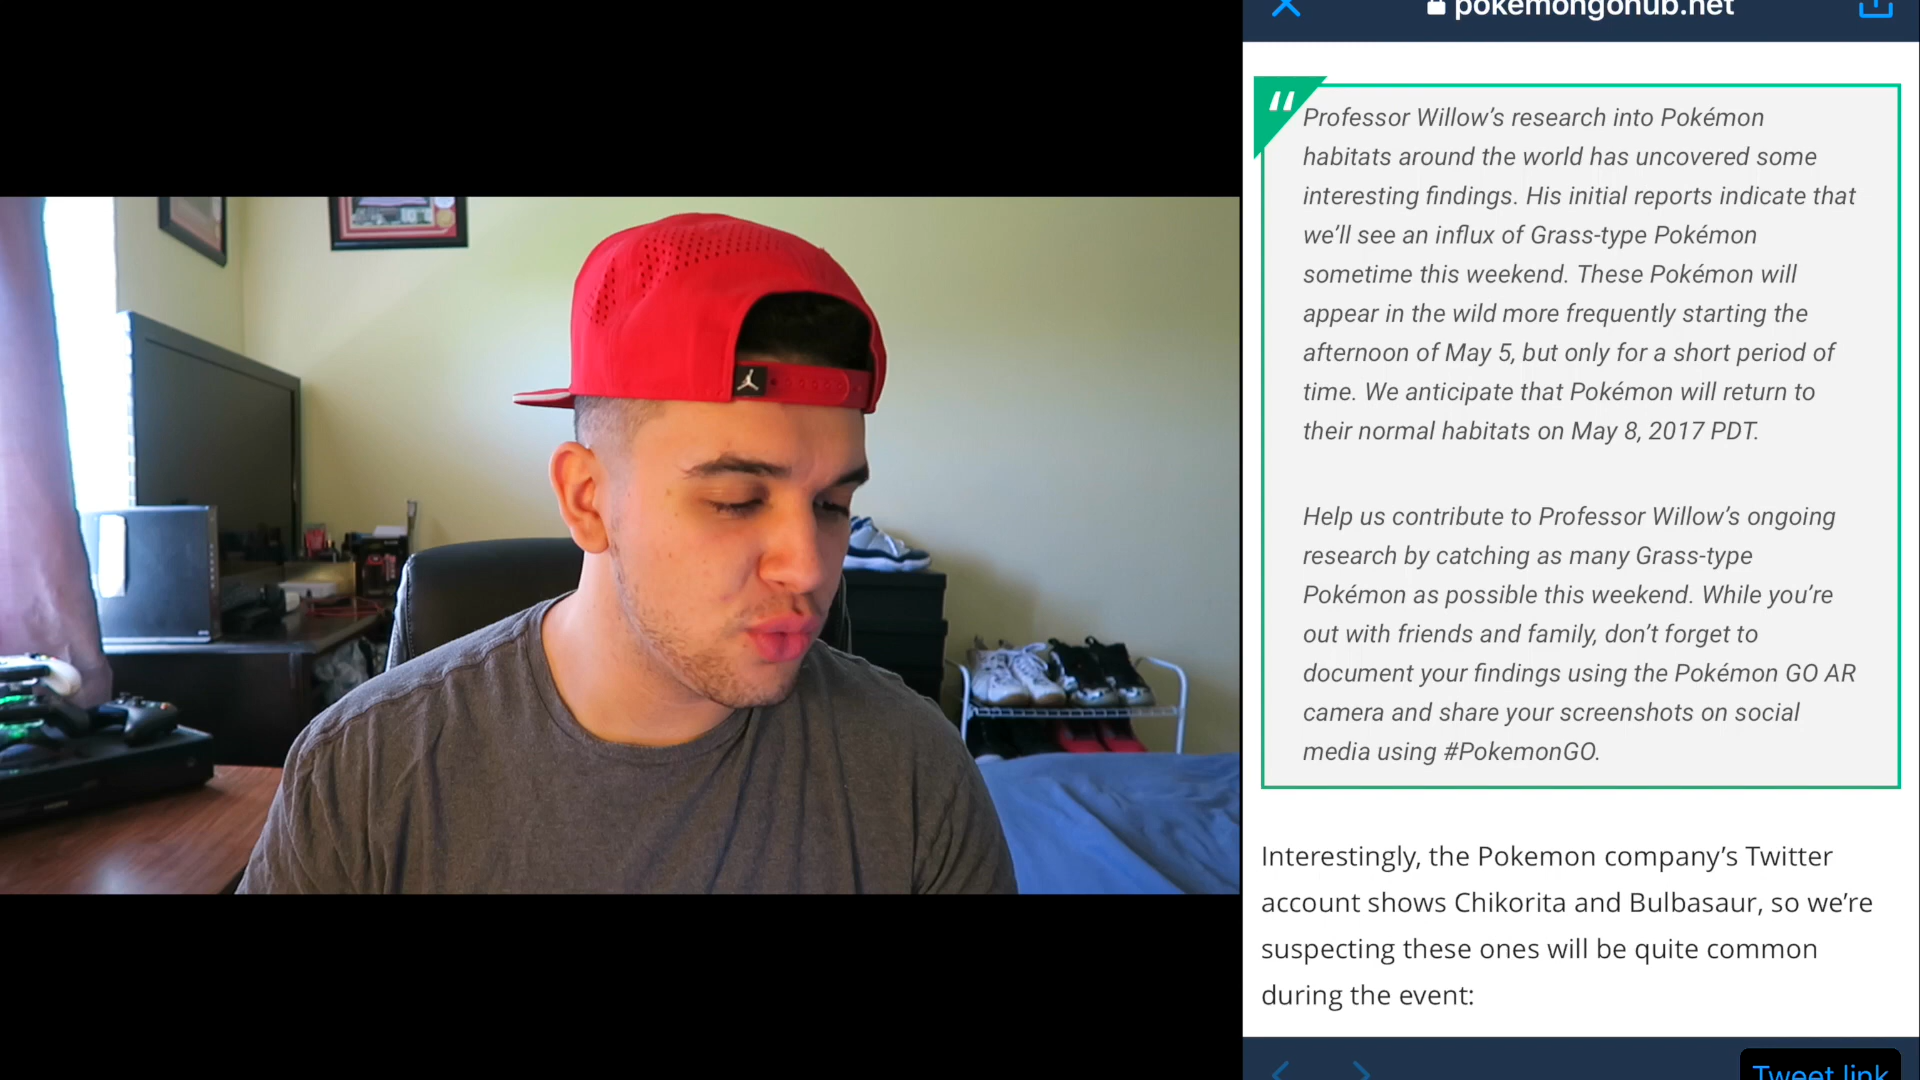 pokemongohub.net
“
Professor Willow’s research into Pokémon
habitats around the world has uncovered some
interesting findings. His initial reports indicate that
we’ll see an influx of Grass-type Pokémon
sometime this weekend. These Pokémon will
appear in the wild more frequently starting the
afternoon of May 5, but only for a short period of
time. We anticipate that Pokémon will return to
their normal habitats on May 8, 2017 PDT.
Help us contribute to Professor Willow’s ongoing
research by catching as many Grass-type
Pokémon as possible this weekend. While you’re
out with friends and family, don’t forget to
document your findings using the Pokémon GO AR
camera and share your screenshots on social
media using #PokemonGO.
Interestingly, the Pokemon company’s Twitter
account shows Chikorita and Bulbasaur, so we’re
suspecting these ones will be quite common
during the event:
Tweet link